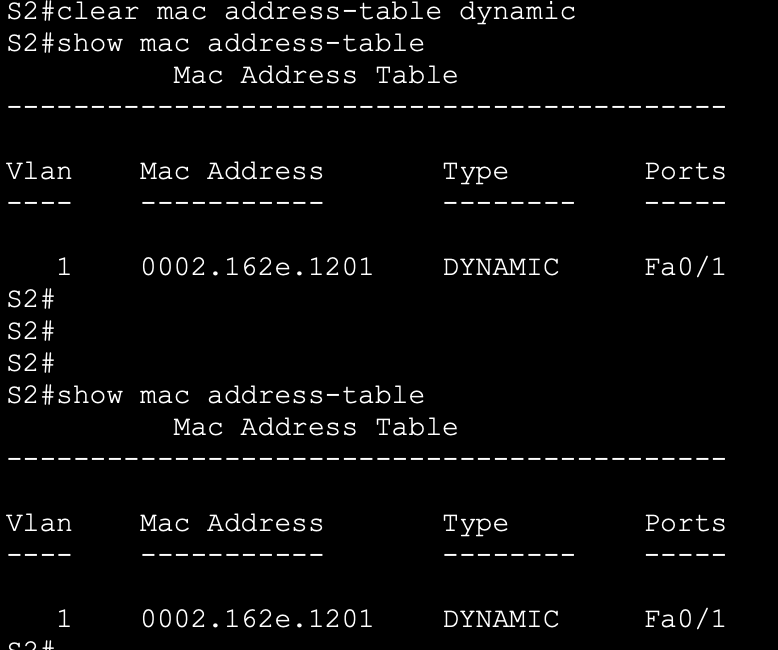 S2#clear mac address-table dynamic
S2#show mac address-table
          Mac Address Table
-------------------------------------------

Vlan    Mac Address       Type        Ports
----    -----------       --------    -----

   1    0002.162e.1201    DYNAMIC     Fa0/1
S2#
S2#
S2#
S2#show mac address-table
          Mac Address Table
-------------------------------------------

Vlan    Mac Address       Type        Ports
----    -----------       --------    -----

   1    0002.162e.1201    DYNAMIC     Fa0/1
S2#